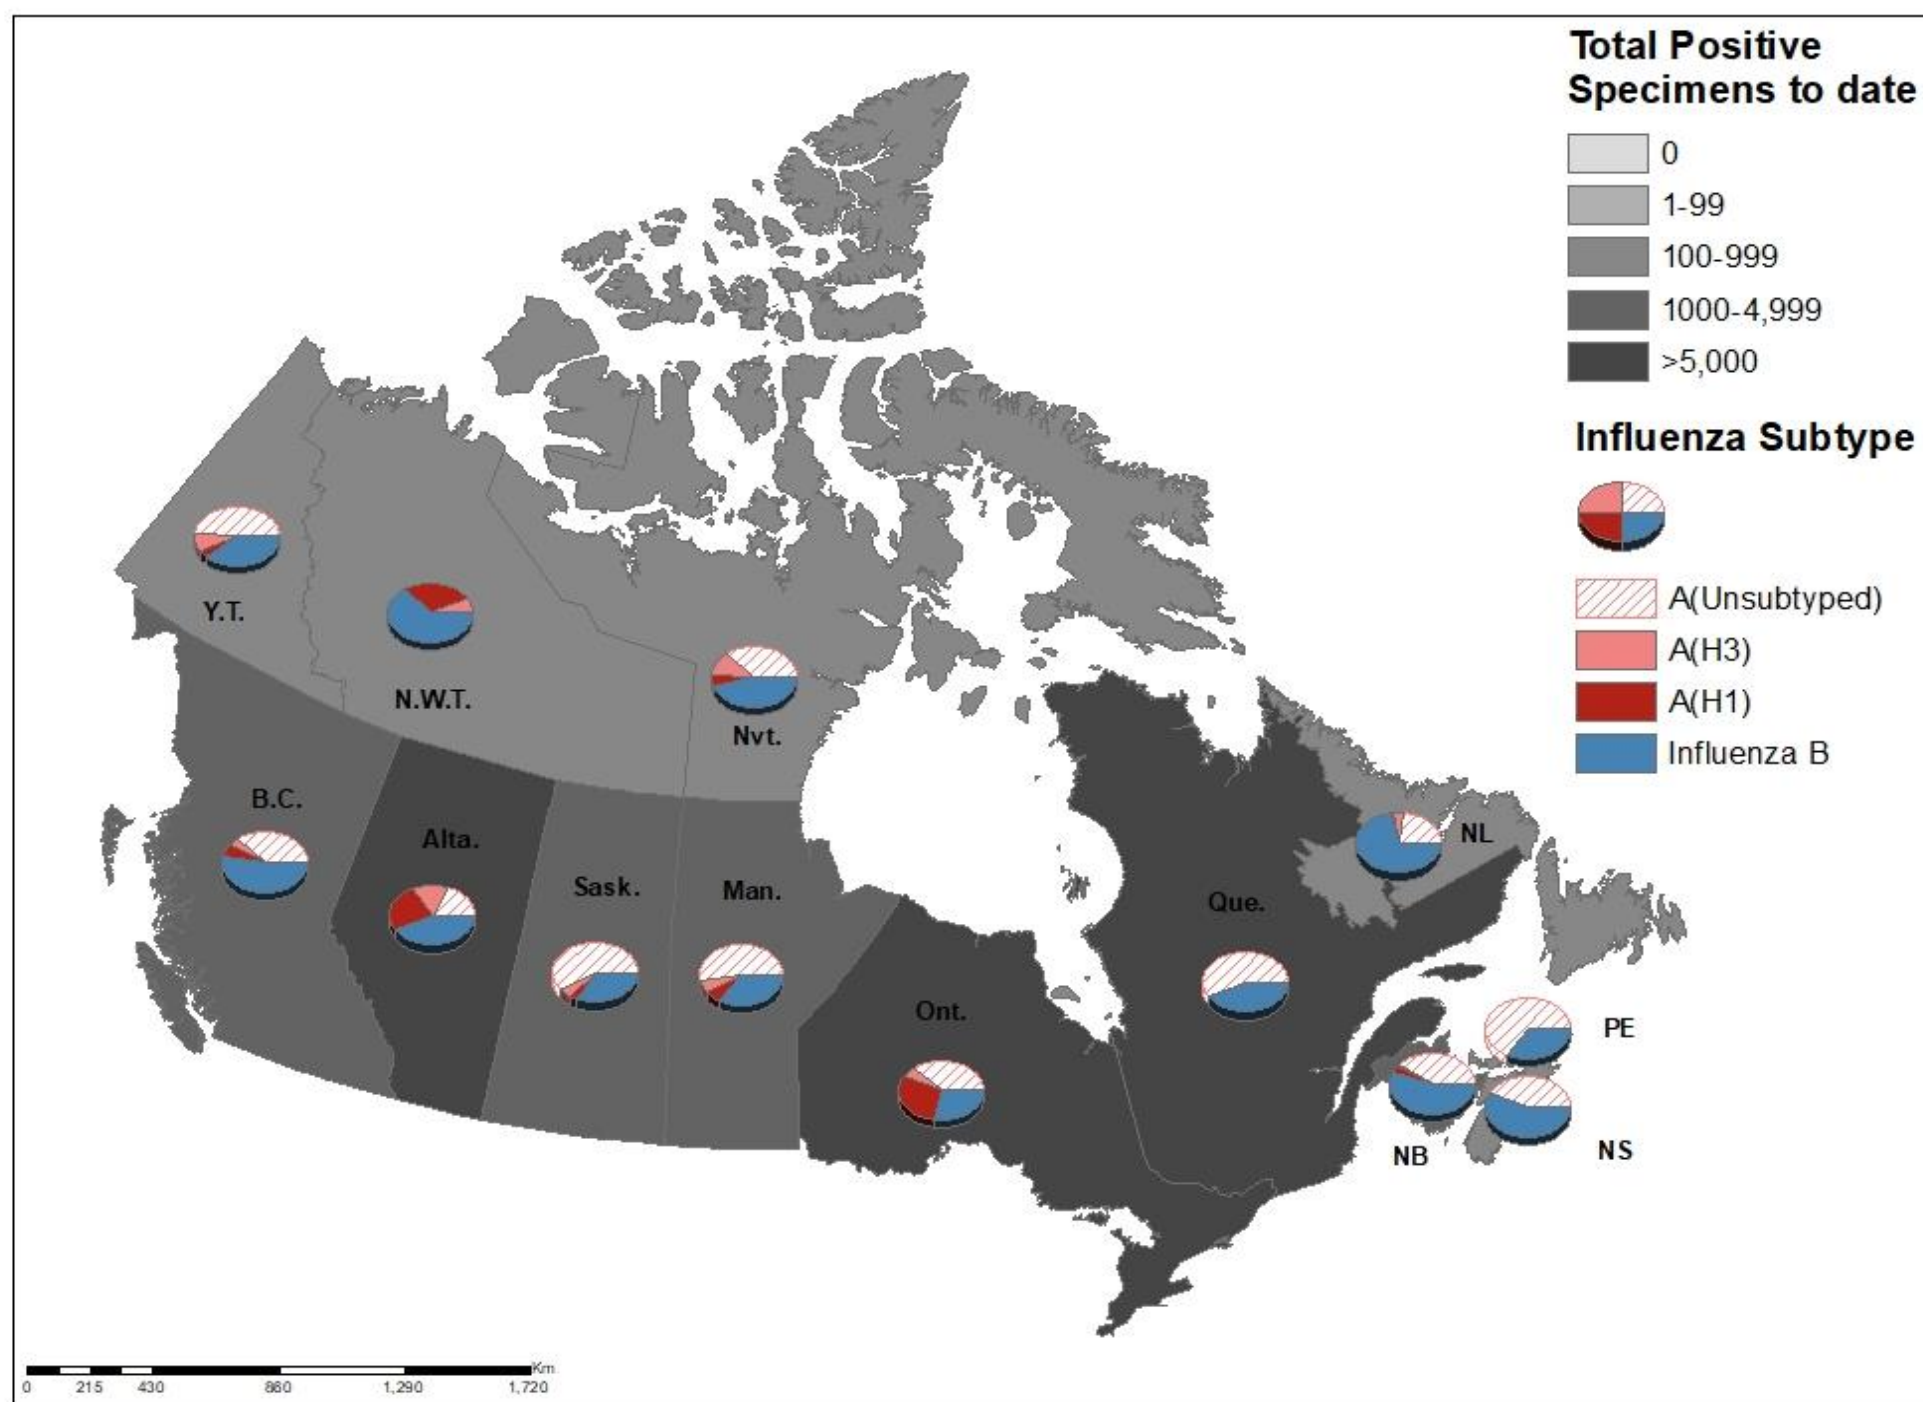 Total Positive
Specimens to date
0
1-99
100-999
1000-4,999
>5,000
Influenza Subtype
A(Unsubtyped)
A(H3)
A(H1)
Influenza B
Y.T.
N.W.T.
Nvt.
B.C.
Alta.
Sask.
Man.
Ont.
Que.
NL
PE
NB
NS
Km
0 215 430 860 1,290 1,720